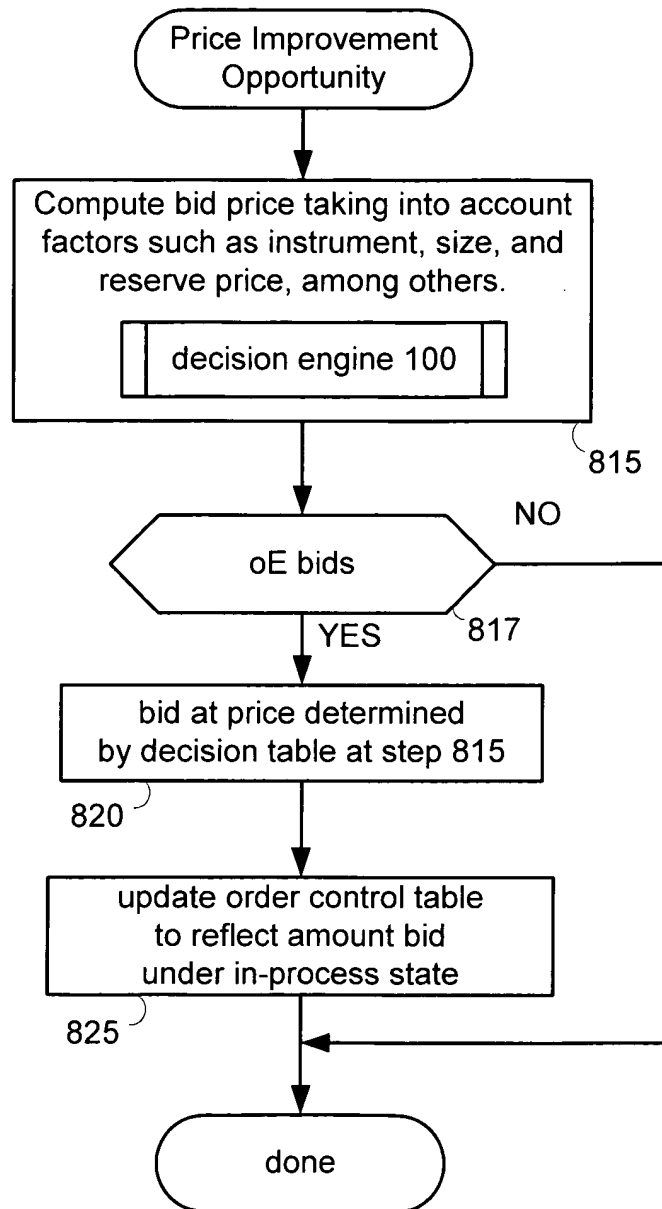 Price Improvement
Opportunity
Compute bid price taking into account
factors such as instrument, size, and
reserve price, among others.
decision engine 100
815
NO
oE bids
817
YES
bid at price determined
by decision table at step 815
820
update order control table
to reflect amount bid
under in-process state
825
done